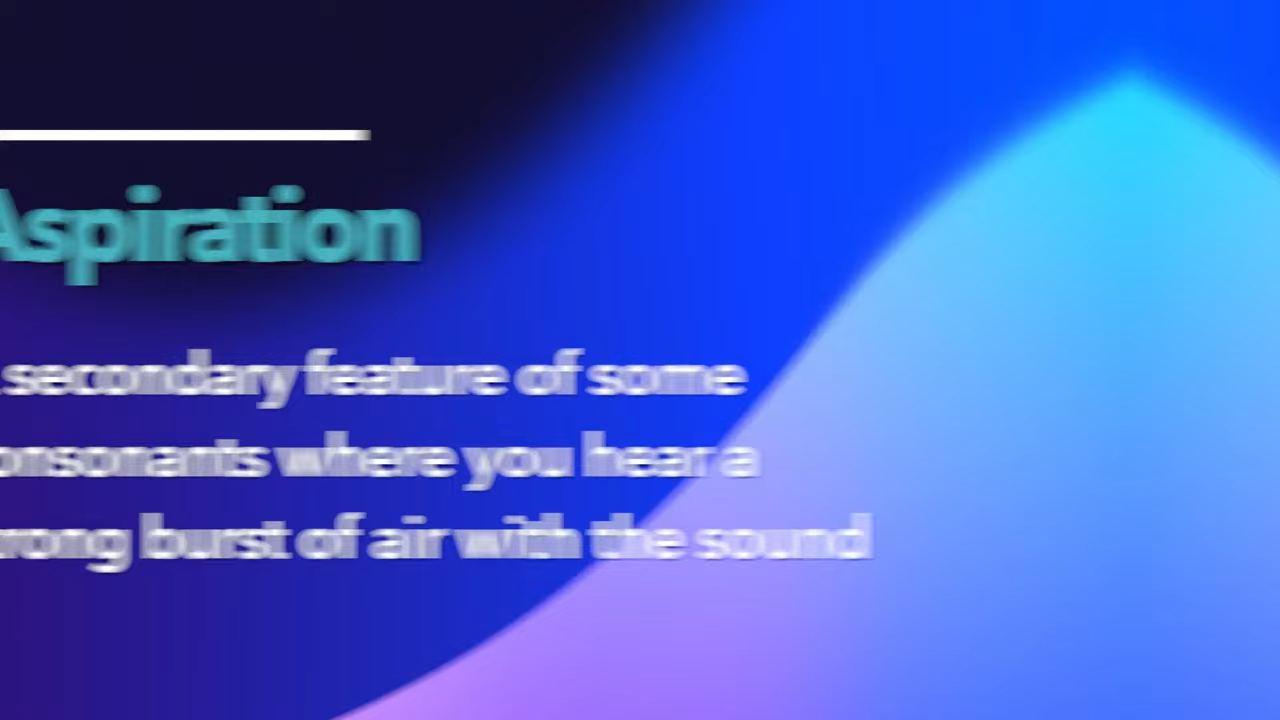 Aspiration
secondary feature of some
onsonants where you hear a
rong burst of air with the sound